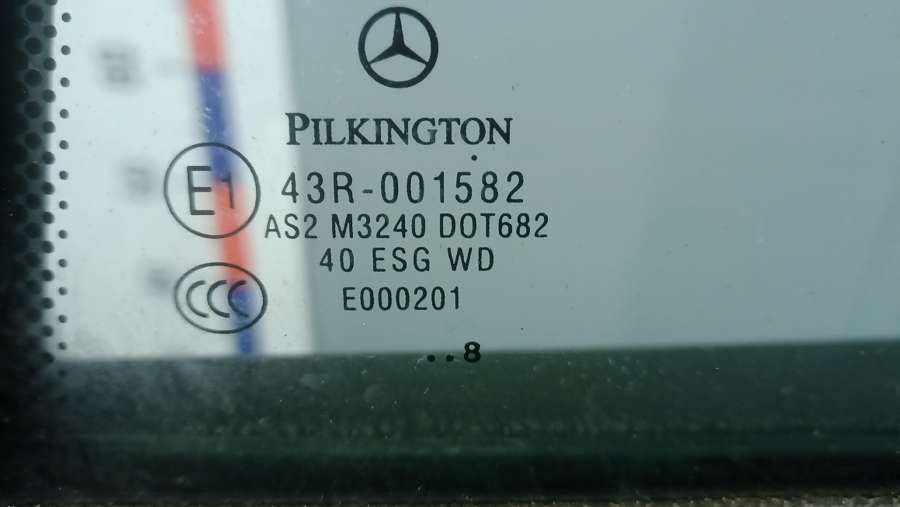 PILKINGTON
E1 43R-001582
AS2 M3240 DOT682
40 ESG WD
CCC E000201
..8